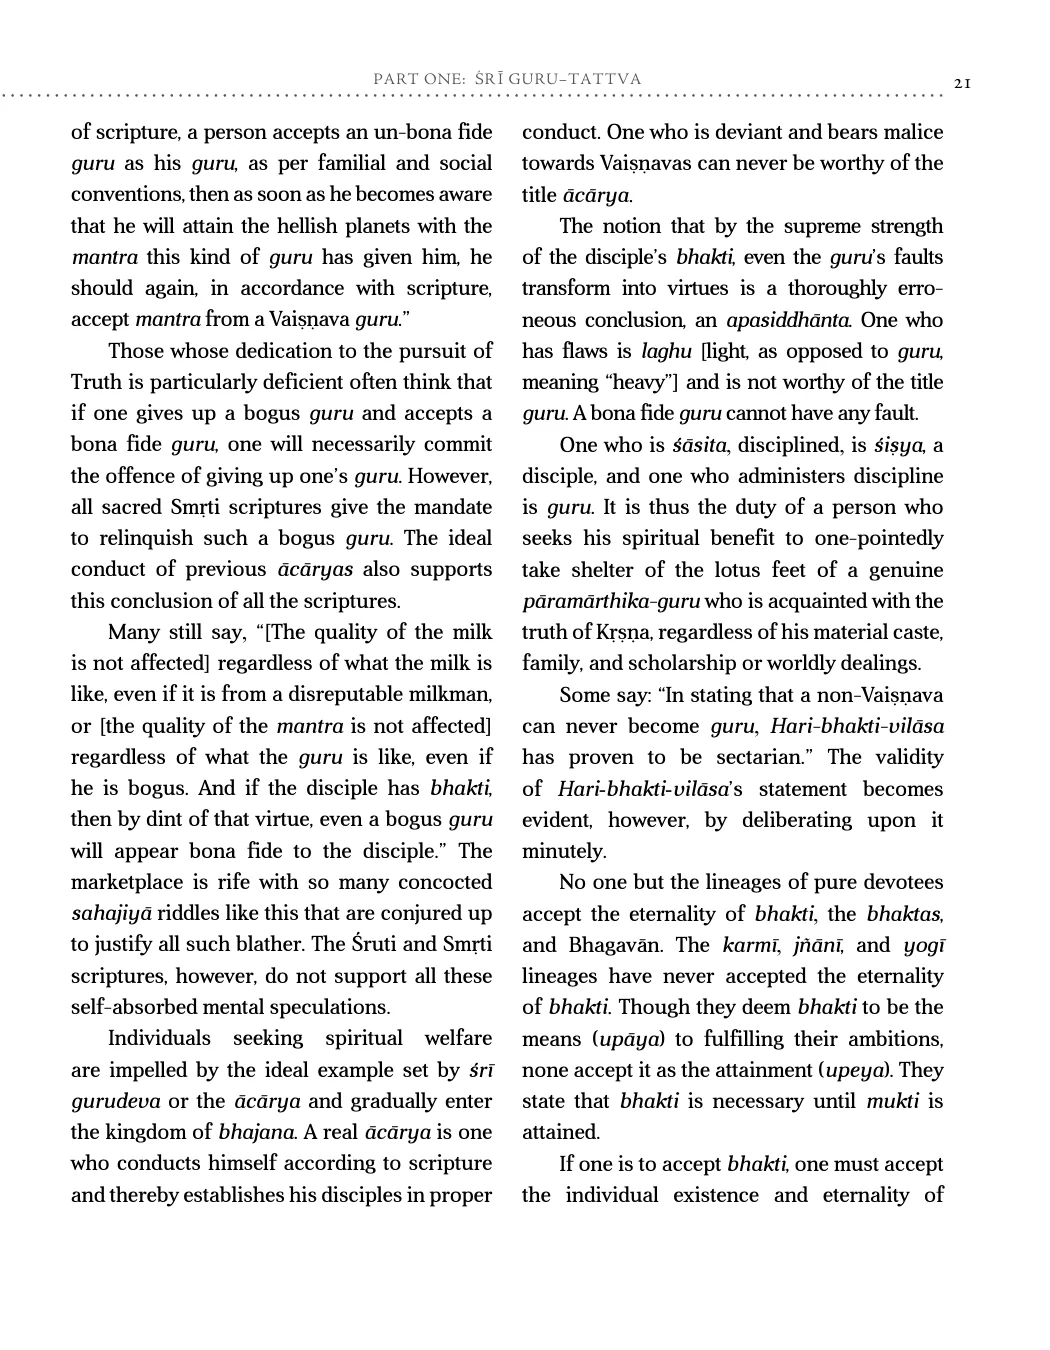 PART ONE: ŚRĪ GURU–TATTVA
21
of scripture, a person accepts an un-bona fide
guru as his guru, as per familial and social
conventions, then as soon as he becomes aware
that he will attain the hellish planets with the
mantra this kind of guru has given him, he
should again, in accordance with scripture,
accept mantra from a Vaiṣṇava guru.”
Those whose dedication to the pursuit of
Truth is particularly deficient often think that
if one gives up a bogus guru and accepts a
bona fide guru, one will necessarily commit
the offence of giving up one’s guru. However,
all sacred Smṛti scriptures give the mandate
to relinquish such a bogus guru. The ideal
conduct of previous ācāryas also supports
this conclusion of all the scriptures.
Many still say, “[The quality of the milk
is not affected] regardless of what the milk is
like, even if it is from a disreputable milkman,
or [the quality of the mantra is not affected]
regardless of what the guru is like, even if
he is bogus. And if the disciple has bhakti,
then by dint of that virtue, even a bogus guru
will appear bona fide to the disciple.” The
marketplace is rife with so many concocted
sahajiyā riddles like this that are conjured up
to justify all such blather. The Śruti and Smṛti
scriptures, however, do not support all these
self-absorbed mental speculations.
Individuals seeking spiritual welfare
are impelled by the ideal example set by śrī
gurudeva or the ācārya and gradually enter
the kingdom of bhajana. A real ācārya is one
who conducts himself according to scripture
and thereby establishes his disciples in proper
conduct. One who is deviant and bears malice
towards Vaiṣṇavas can never be worthy of the
title ācārya.
The notion that by the supreme strength
of the disciple’s bhakti, even the guru’s faults
transform into virtues is a thoroughly erro-
neous conclusion, an apasiddhānta. One who
has flaws is laghu [light, as opposed to guru,
meaning “heavy”] and is not worthy of the title
guru. A bona fide guru cannot have any fault.
One who is śāsita, disciplined, is śiṣya, a
disciple, and one who administers discipline
is guru. It is thus the duty of a person who
seeks his spiritual benefit to one-pointedly
take shelter of the lotus feet of a genuine
pāramārthika-guru who is acquainted with the
truth of Kṛṣṇa, regardless of his material caste,
family, and scholarship or worldly dealings.
Some say: “In stating that a non-Vaiṣṇava
can never become guru, Hari-bhakti-vilāsa
has proven to be sectarian.” The validity
of Hari-bhakti-vilāsa’s statement becomes
evident, however, by deliberating upon it
minutely.
No one but the lineages of pure devotees
accept the eternality of bhakti, the bhaktas,
and Bhagavān. The karmī, jñānī, and yogī
lineages have never accepted the eternality
of bhakti. Though they deem bhakti to be the
means (upāya) to fulfilling their ambitions,
none accept it as the attainment (upeya). They
state that bhakti is necessary until mukti is
attained.
If one is to accept bhakti, one must accept
the individual existence and eternality of